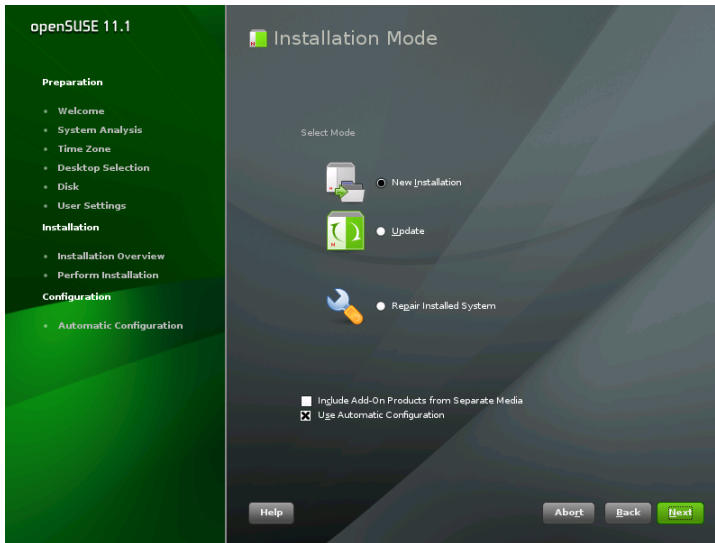 openSUSE 11.1
Installation Mode
Preparation
Welcome
System Analysis
Time Zone
Desktop Selection
Disk
User Settings
Installation
Installation Overview
Perform Installation
Configuration
Automatic Configuration
Select Mode
New Installation
Update
Repair Installed System
Include Add-On Products from Separate Media
Use Automatic Configuration
Help
Abort
Back
Next